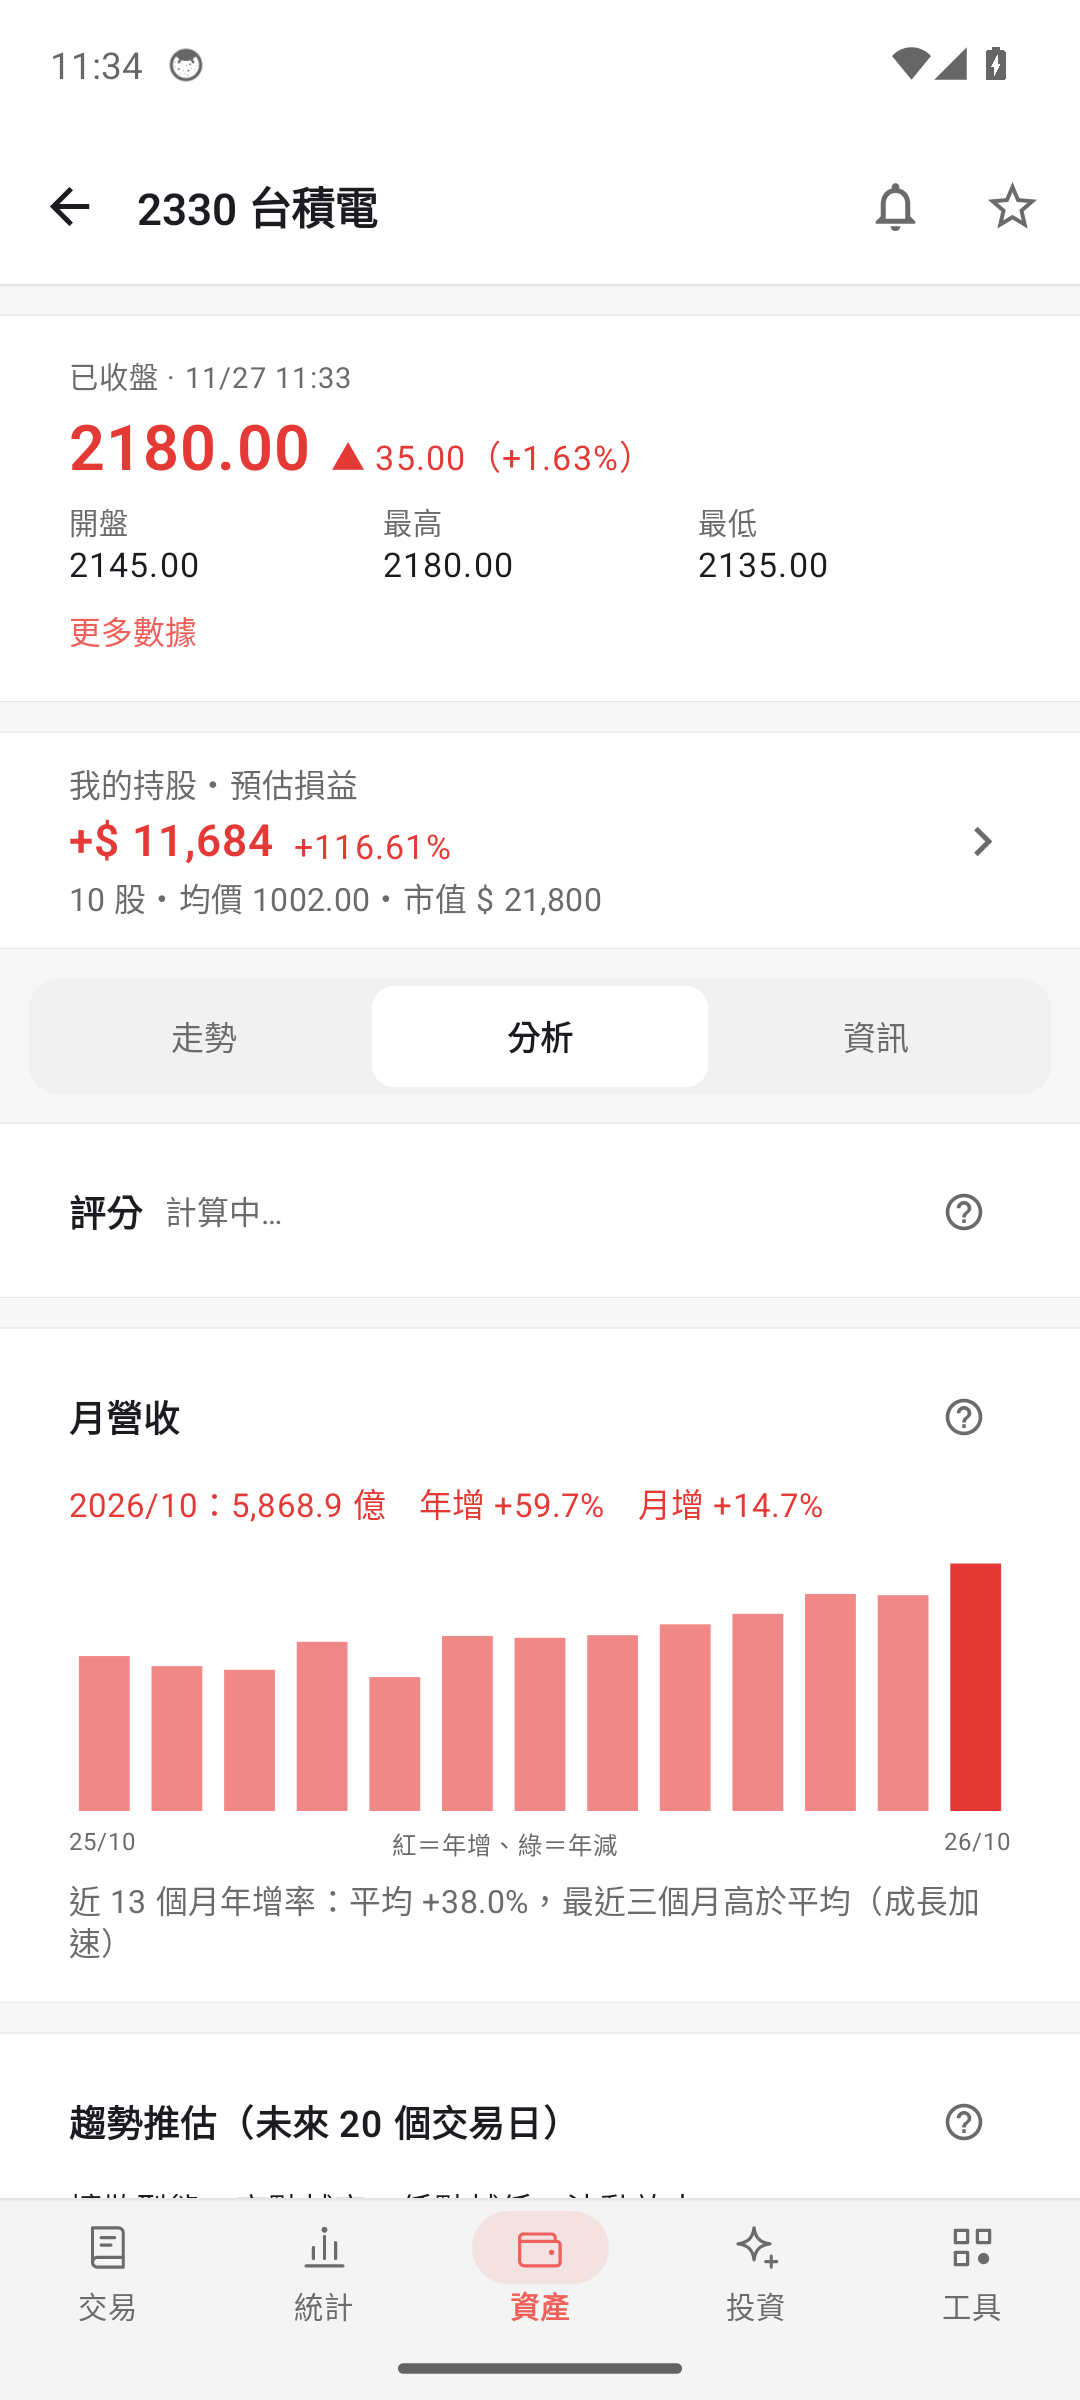 11:34
2330 台積電
已收盤 · 11/27 11:33
2180.00 ▲ 35.00（+1.63%）
開盤 最高 最低
2145.00 2180.00 2135.00
更多數據
我的持股・預估損益
+$ 11,684 +116.61%
10 股・均價 1002.00・市值 $ 21,800
走勢 分析 資訊
評分 計算中...
月營收
2026/10：5,868.9 億 年增 +59.7% 月增 +14.7%
25/10 紅＝年增、綠＝年減 26/10
近 13 個月年增率：平均 +38.0%，最近三個月高於平均（成長加
速）
趨勢推估（未來 20 個交易日）
交易 統計 資產 投資 工具